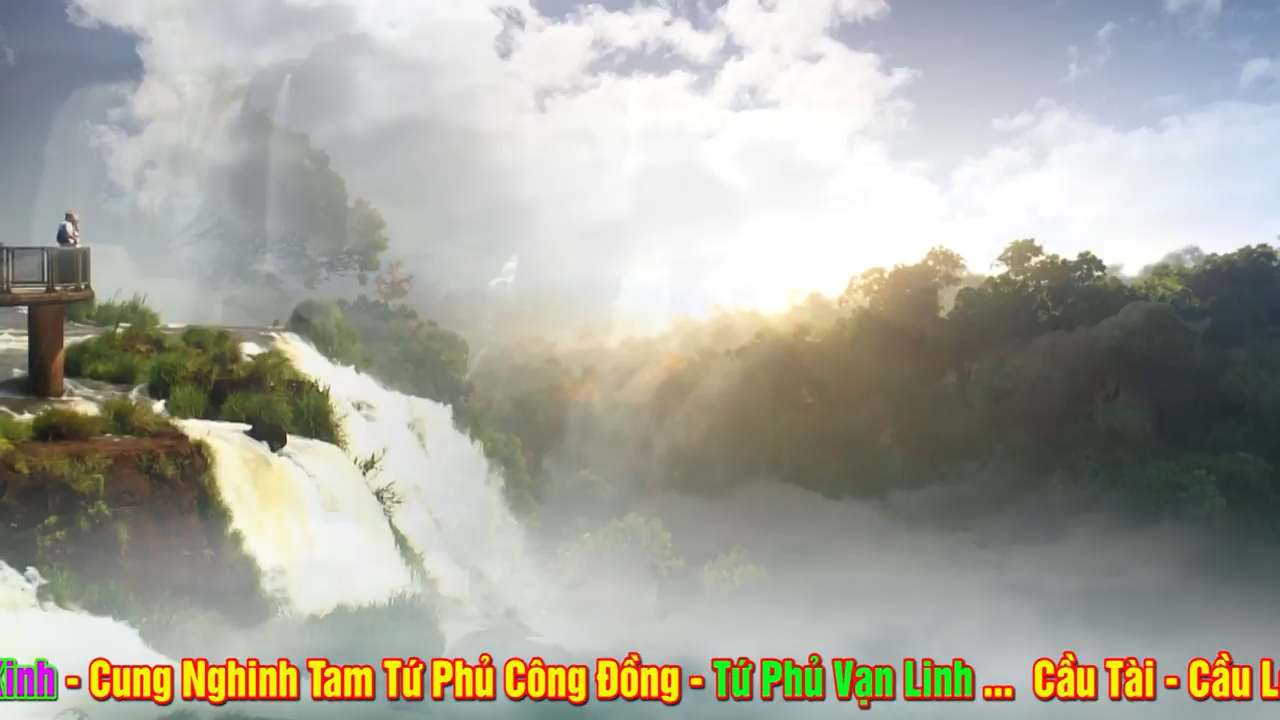 Kinh - Cung Nghinh Tam Tứ Phủ Công Đồng - Tứ Phủ Vạn Linh ... Cầu Tài - Cầu